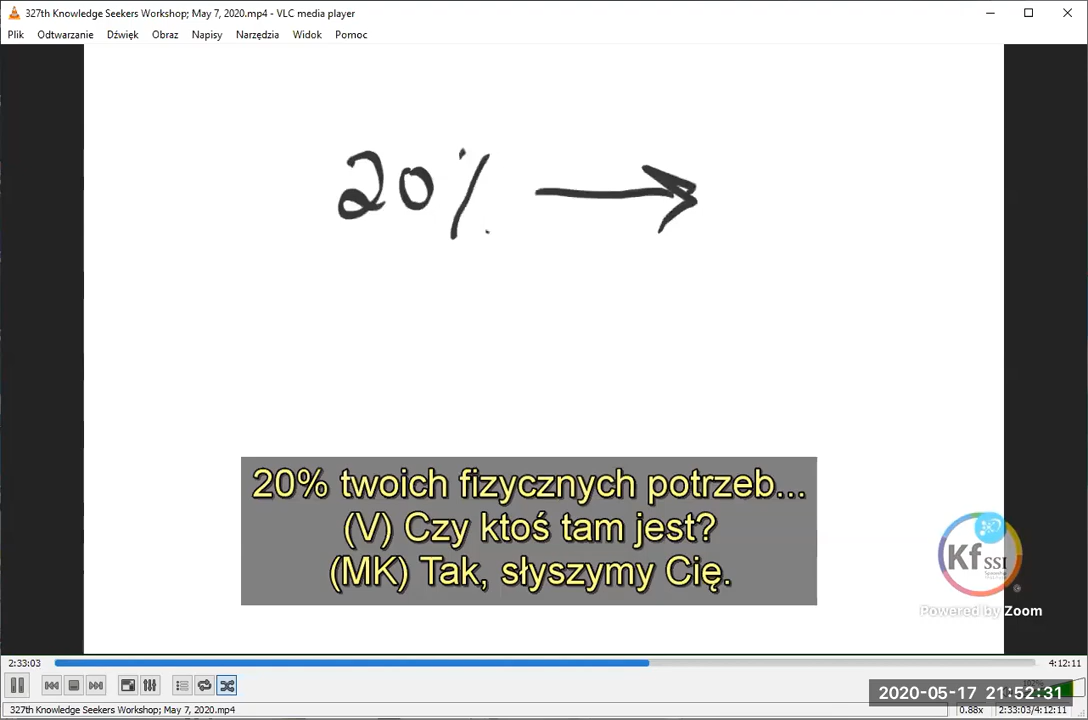 327th Knowledge Seekers Workshop; May 7, 2020.mp4 - VLC media player
Plik Odtwarzanie Dźwięk Obraz Napisy Narzędzia Widok Pomoc
20% →
20% twoich fizycznych potrzeb...
(V) Czy ktoś tam jest?
(MK) Tak, słyszymy Cię.
Kf SSI
Powered by Zoom
2:33:03 4:12:11
2020-05-17 21:52:31
327th Knowledge Seekers Workshop; May 7, 2020.mp4 0.88x 2:33:03/4:12:11